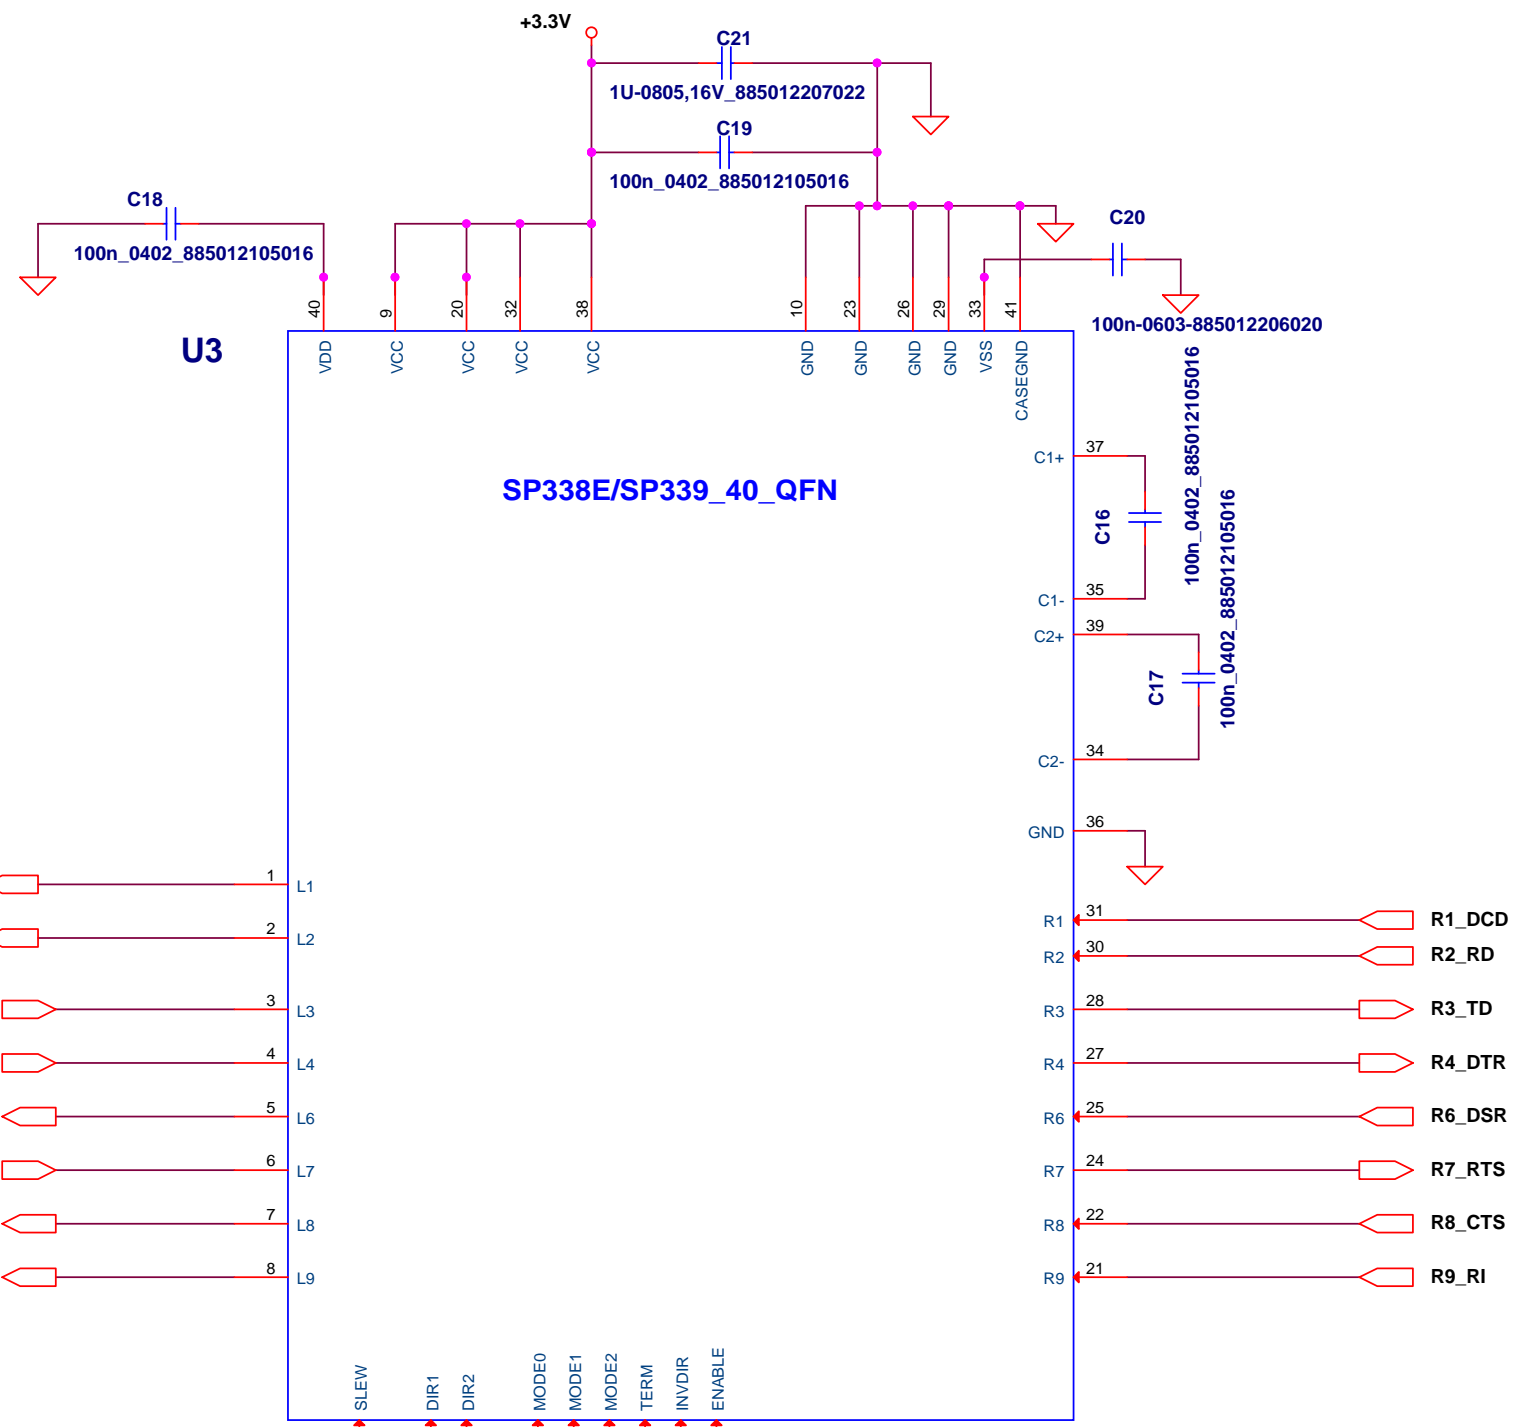 +3.3V
C21
1U-0805,16V_885012207022
C19
100n_0402_885012105016
C18
100n_0402_885012105016
C20
100n-0603-885012206020
40
9
20
32
38
10
23
26
29
33
41
U3
VDD
VCC
VCC
VCC
VCC
GND
GND
GND
GND
VSS
CASEGND
SP338E/SP339_40_QFN
C1+
37
C16
100n_0402_885012105016
C1-
35
C2+
39
C17
100n_0402_885012105016
C2-
34
GND
36
1
L1
2
L2
3
L3
4
L4
5
L6
6
L7
7
L8
8
L9
R1
31
R1_DCD
R2
30
R2_RD
R3
28
R3_TD
R4
27
R4_DTR
R6
25
R6_DSR
R7
24
R7_RTS
R8
22
R8_CTS
R9
21
R9_RI
SLEW
DIR1
DIR2
MODE0
MODE1
MODE2
TERM
INVDIR
ENABLE